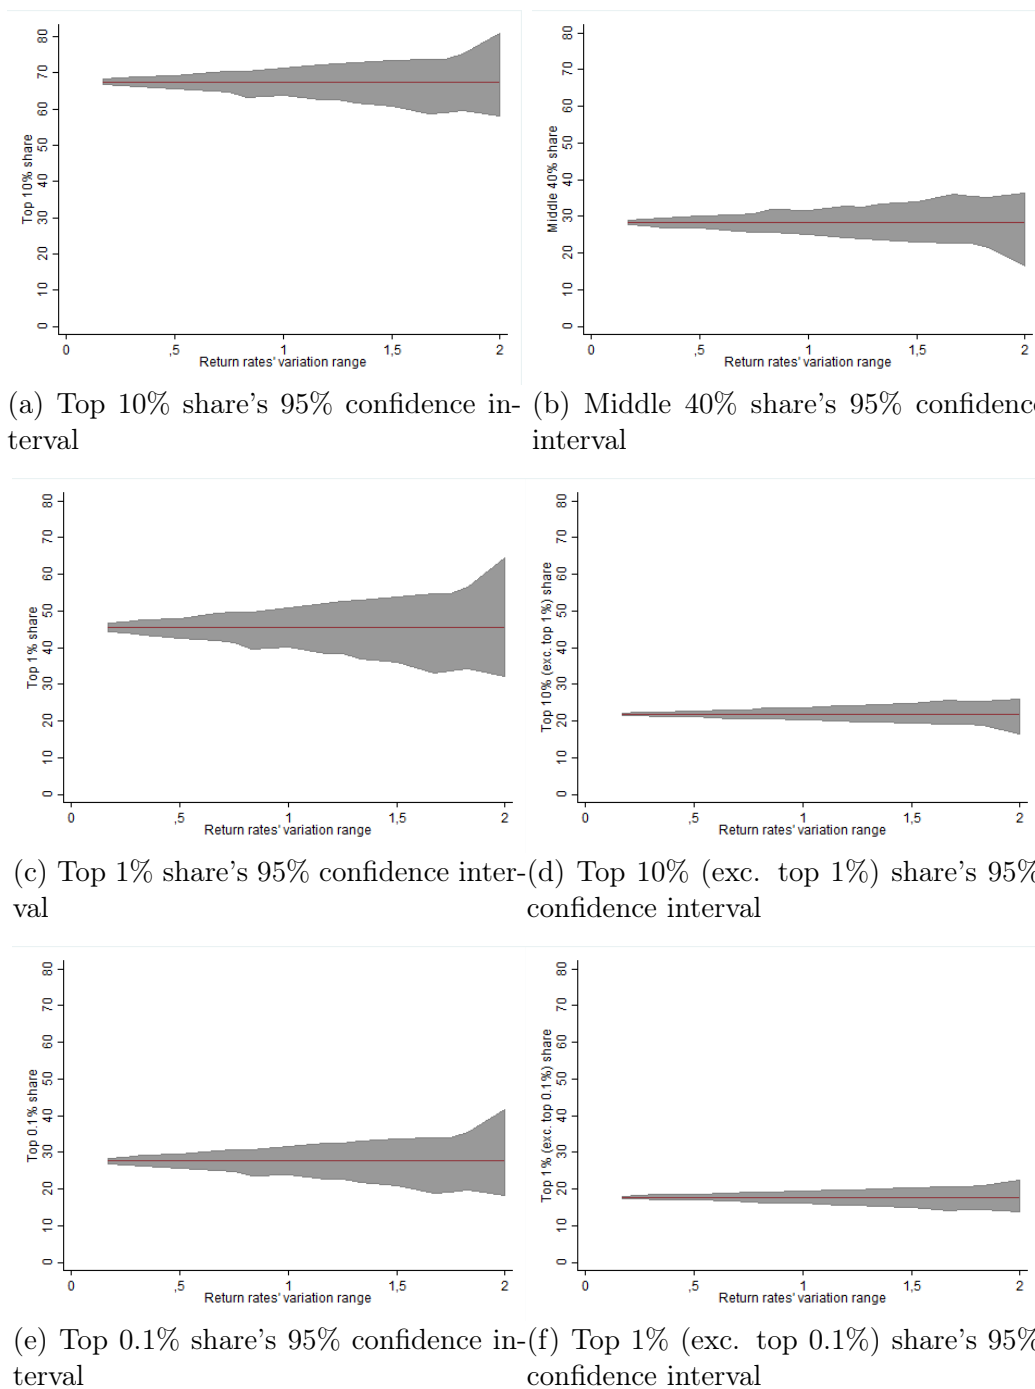 80
70
60
50
40
30
20
10
0
Top 10% share
0 ,5 1 1,5 2
Return rates' variation range
(a) Top 10% share's 95% confidence in-
terval
80
70
60
50
40
30
20
10
0
Middle 40% share
0 ,5 1 1,5 2
Return rates' variation range
(b) Middle 40% share's 95% confidence
interval
80
70
60
50
40
30
20
10
0
Top 1% share
0 ,5 1 1,5 2
Return rates' variation range
(c) Top 1% share's 95% confidence inter-
val
80
70
60
50
40
30
20
10
0
Top 10% (exc. top 1%) share
0 ,5 1 1,5 2
Return rates' variation range
(d) Top 10% (exc. top 1%) share's 95%
confidence interval
80
70
60
50
40
30
20
10
0
Top 0.1% share
0 ,5 1 1,5 2
Return rates' variation range
(e) Top 0.1% share's 95% confidence in-
terval
80
70
60
50
40
30
20
10
0
Top 1% (exc. top 0.1%) share
0 ,5 1 1,5 2
Return rates' variation range
(f) Top 1% (exc. top 0.1%) share's 95%
confidence interval